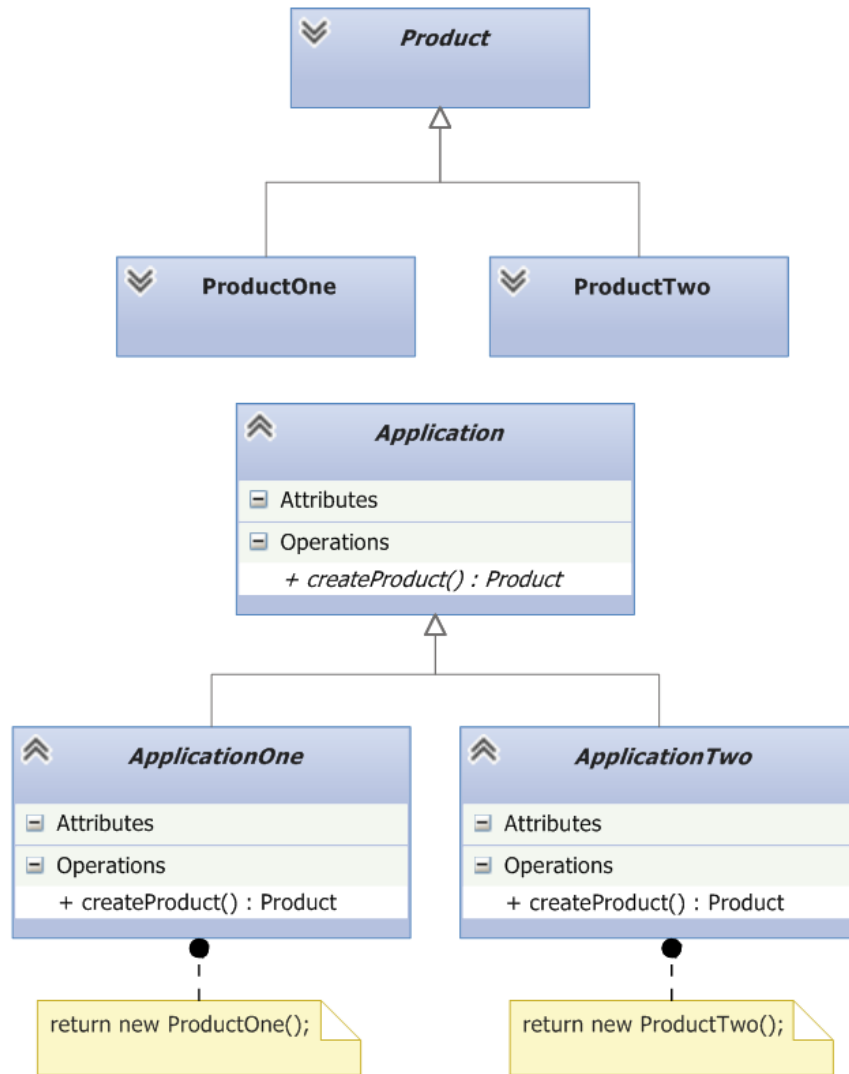 Product
ProductOne
ProductTwo
Application
Attributes
Operations
+ createProduct() : Product
ApplicationOne
Attributes
Operations
+ createProduct() : Product
return new ProductOne();
ApplicationTwo
Attributes
Operations
+ createProduct() : Product
return new ProductTwo();